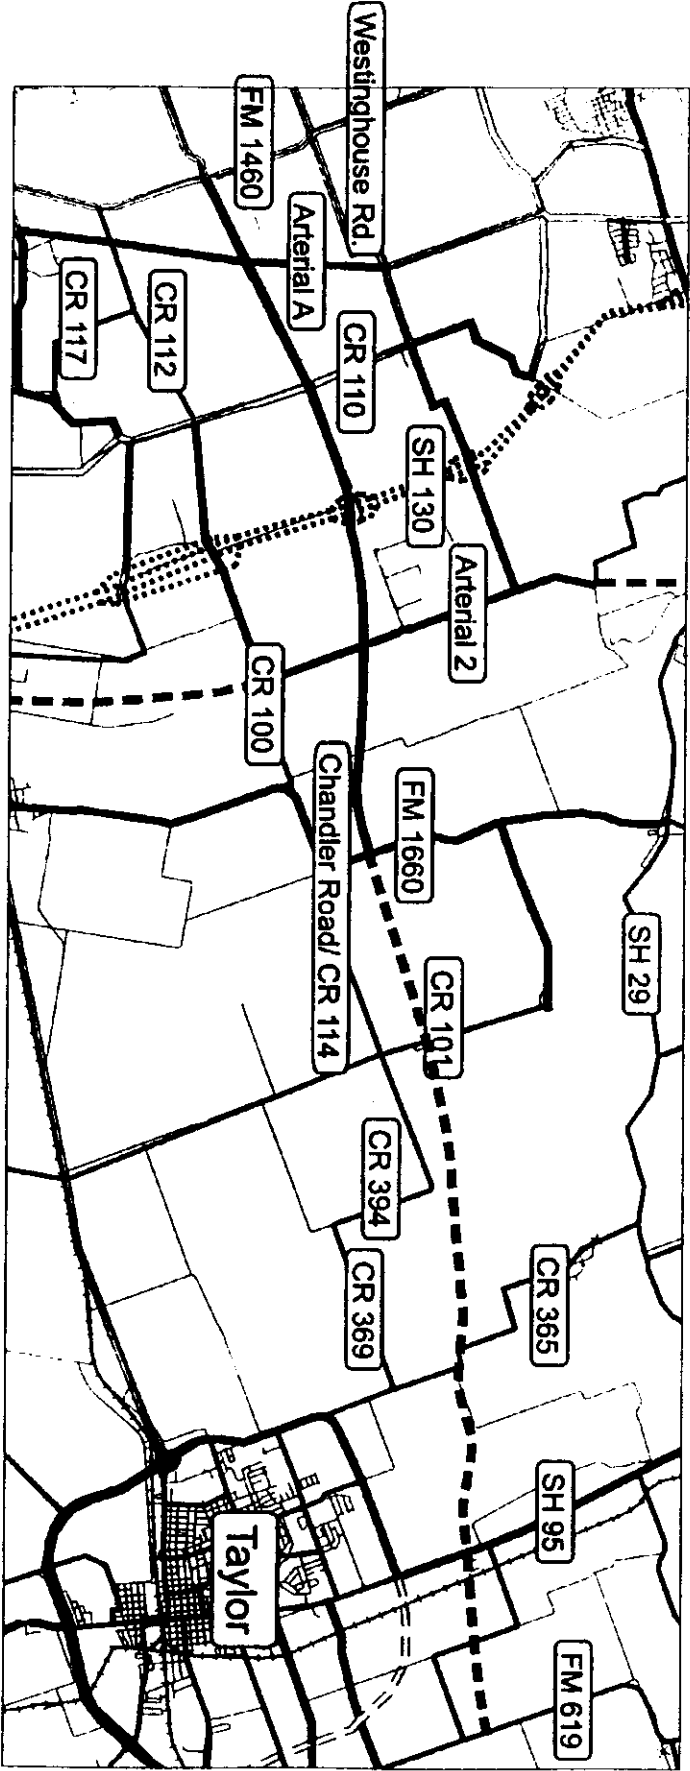 Westinghouse Rd.
FM 1460
Arterial A
CR 117
CR 112
CR 110
SH 130
Arterial 2
CR 100
Chandler Road/ CR 114
FM 1660
SH 29
CR 101
CR 394
CR 369
CR 365
SH 95
Taylor
FM 619